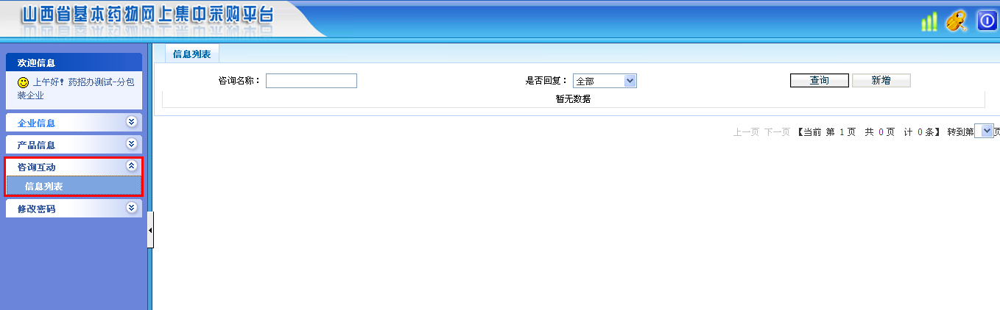 山西省基本药物网上集中采购平台
欢迎信息
上午好！药招办测试-分包
装企业
企业信息
产品信息
咨询互动
信息列表
修改密码
信息列表
咨询名称： 是否回复： 全部 查询 新增
暂无数据
上一页 下一页 【当前 第 1 页 共 0 页 计 0 条】 转到第 页